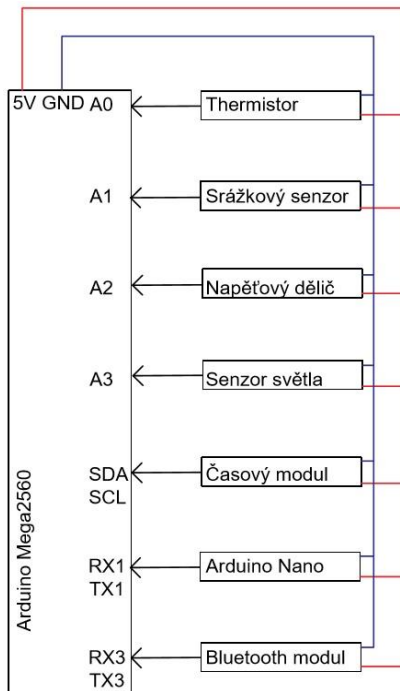 5V GND A0
Thermistor
A1
Srážkový senzor
A2
Napěťový dělič
A3
Senzor světla
SDA
SCL
Časový modul
RX1
TX1
Arduino Nano
RX3
TX3
Bluetooth modul
Arduino Mega2560